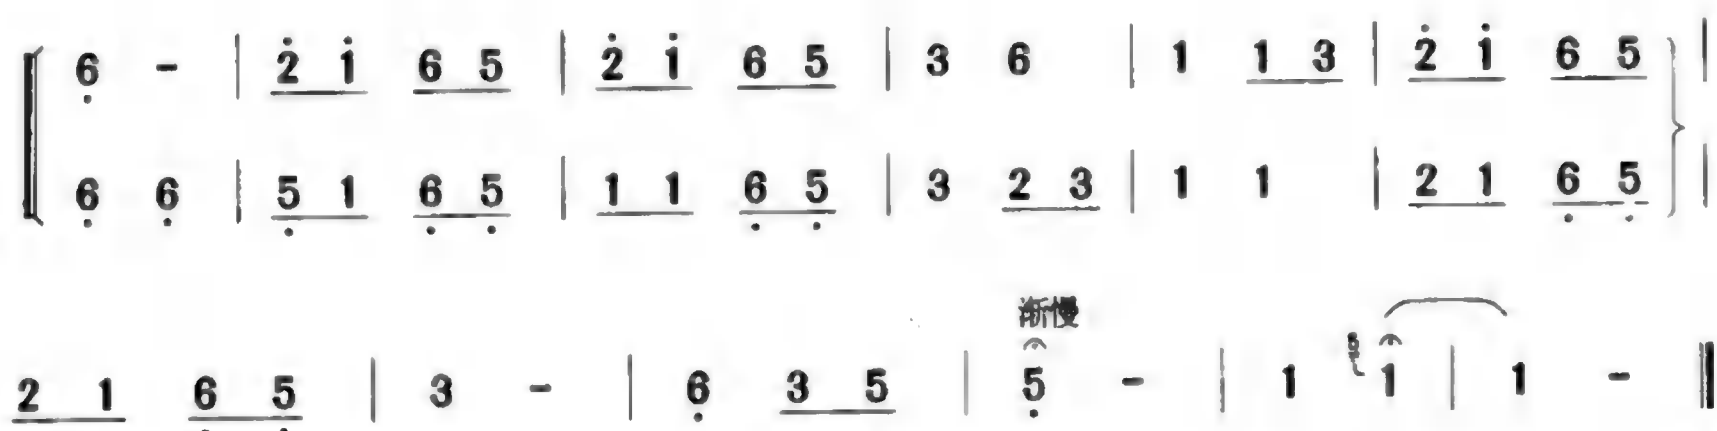 6̣ - | 2̇ 1̇ 6 5 | 2̇ 1̇ 6 5 | 3 6 | 1 1 3 | 2̇ 1̇ 6 5 |
6̣ 6̣ | 5̣ 1 6̣ 5̣ | 1 1 6̣ 5̣ | 3 2 3 | 1 1 | 2 1 6̣ 5̣ |
渐慢
2 1 6̣ 5̣ | 3 - | 6̣ 3 5 | 5̣ - | 1 1 | 1 - ‖